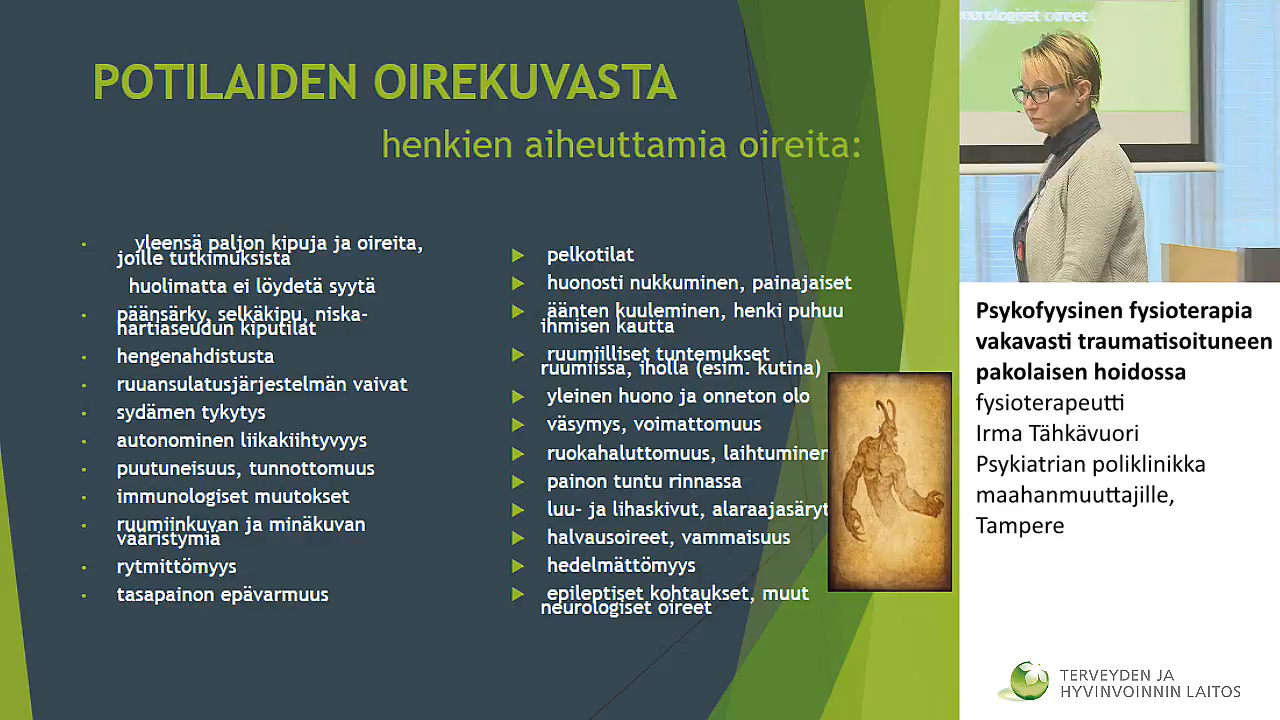 POTILAIDEN OIREKUVASTA
henkien aiheuttamia oireita:
yleensä paljon kipuja ja oireita,
joille tutkimuksista
huolimatta ei löydetä syytä
päänsärky, selkäkipu, niska-
hartiaseudun kiputilat
hengenahdistusta
ruuansulatusjärjestelmän vaivat
sydämen tykytys
autonominen liikakiihtyvyys
puutuneisuus, tunnottomuus
immunologiset muutokset
ruumiinkuvan ja minäkuvan
vääristymiä
rytmittömyys
tasapainon epävarmuus
pelkotilat
huonosti nukkuminen, painajaiset
äänten kuuleminen, henki puhuu
ihmisen kautta
ruumiilliset tuntemukset
ruumiissa, iholla (esim. kutina)
yleinen huono ja onneton olo
väsymys, voimattomuus
ruokahaluttomuus, laihtuminen
painon tuntu rinnassa
luu- ja lihaskivut, alaraajasäryt
halvausoireet, vammaisuus
hedelmättömyys
epileptiset kohtaukset, muut
neurologiset oireet
neurologiset oireet
Psykofyysinen fysioterapia
vakavasti traumatisoituneen
pakolaisen hoidossa
fysioterapeutti
Irma Tähkävuori
Psykiatrian poliklinikka
maahanmuuttajille,
Tampere
TERVEYDEN JA
HYVINVOINNIN LAITOS